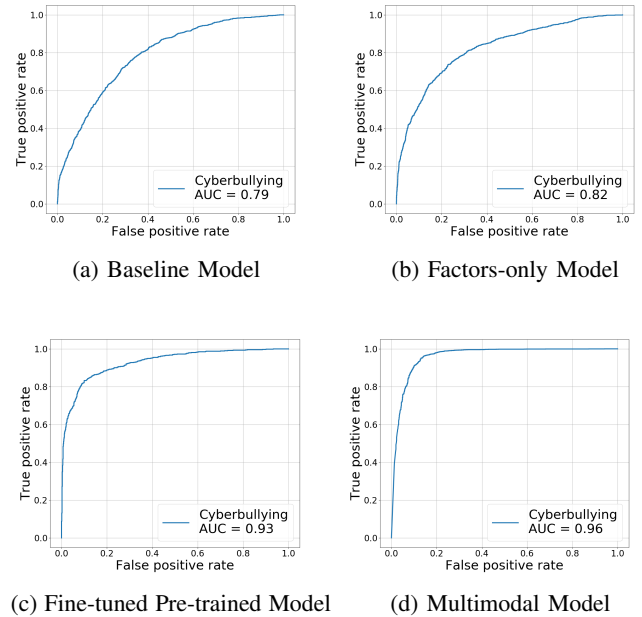 1.0
0.8
0.6
0.4
0.2
0.0
True positive rate
0.0 0.2 0.4 0.6 0.8 1.0
False positive rate
Cyberbullying
AUC = 0.79
(a) Baseline Model
1.0
0.8
0.6
0.4
0.2
0.0
True positive rate
0.0 0.2 0.4 0.6 0.8 1.0
False positive rate
Cyberbullying
AUC = 0.82
(b) Factors-only Model
1.0
0.8
0.6
0.4
0.2
0.0
True positive rate
0.0 0.2 0.4 0.6 0.8 1.0
False positive rate
Cyberbullying
AUC = 0.93
(c) Fine-tuned Pre-trained Model
1.0
0.8
0.6
0.4
0.2
0.0
True positive rate
0.0 0.2 0.4 0.6 0.8 1.0
False positive rate
Cyberbullying
AUC = 0.96
(d) Multimodal Model